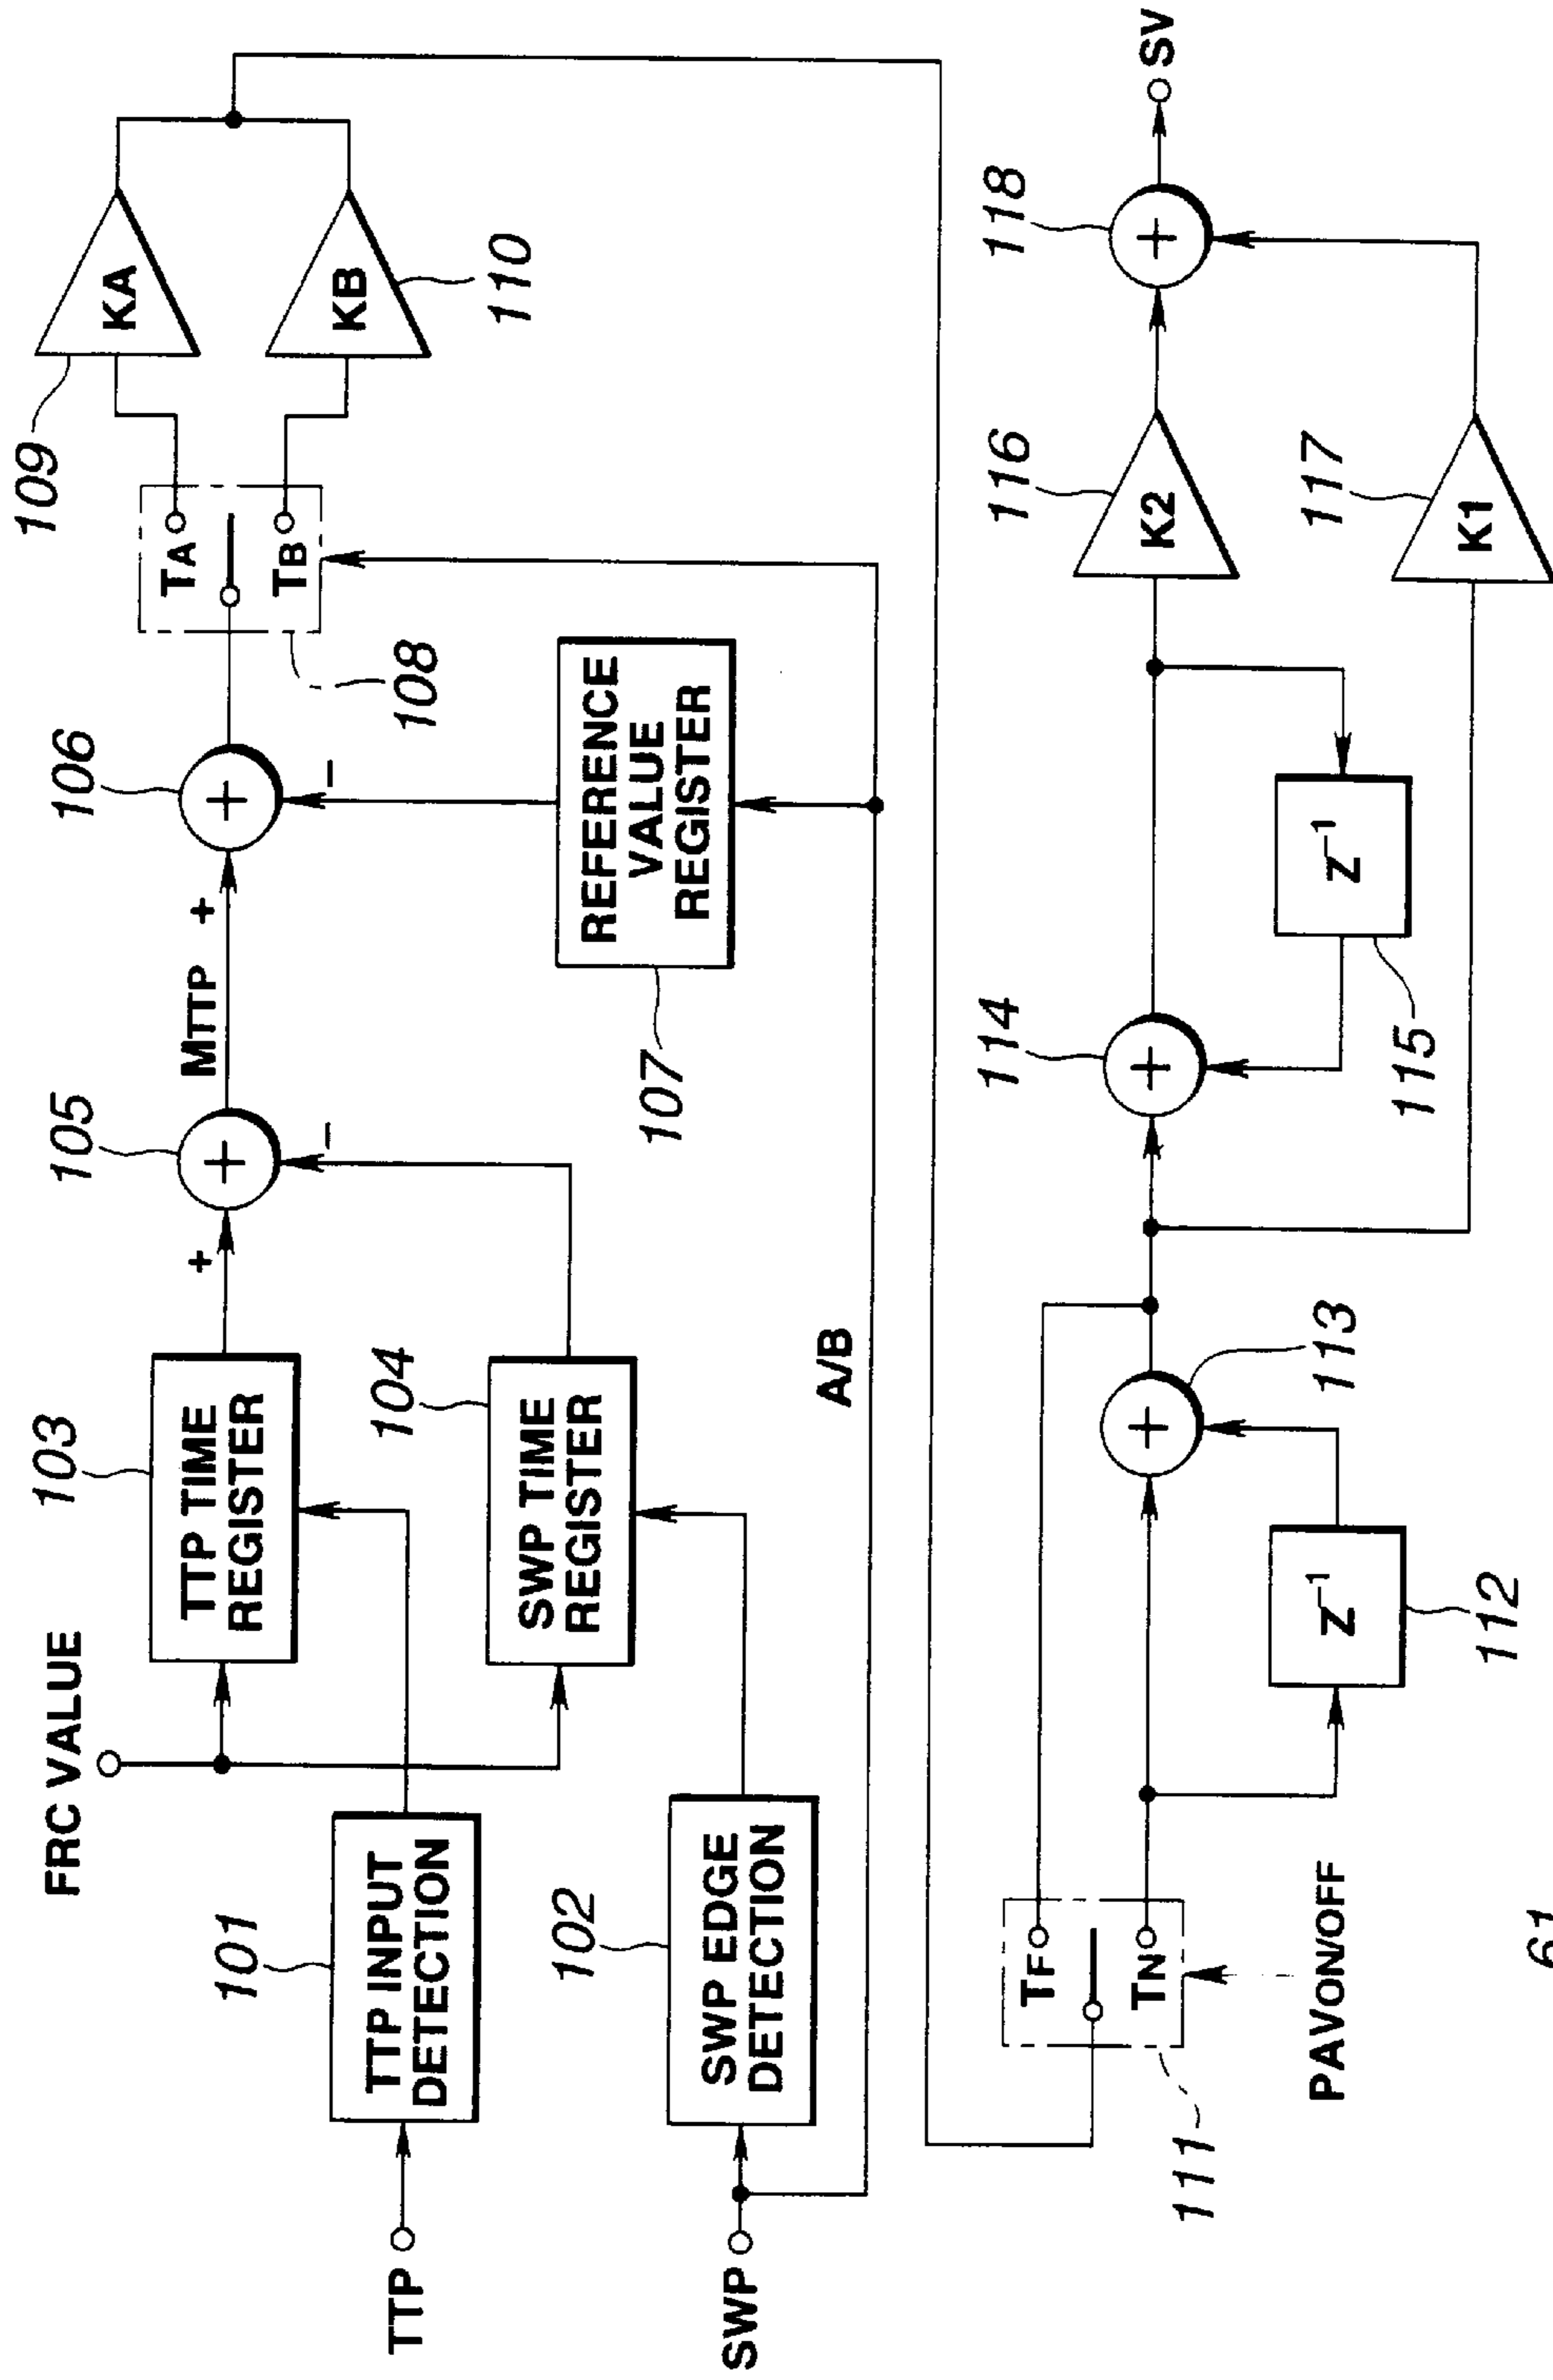 FRC VALUE
TTP
101
TTP INPUT
DETECTION
103
TTP TIME
REGISTER
+
105
+
−
MTTP
+
106
+
−
108
TA
TB
109
KA
KB
110
SWP
102
SWP EDGE
DETECTION
104
SWP TIME
REGISTER
107
REFERENCE
VALUE
REGISTER
A/B
111
TF
TN
PAVON/OFF
Z-1
112
+
113
114
+
Z-1
115
116
K2
117
K1
118
+
SV
61